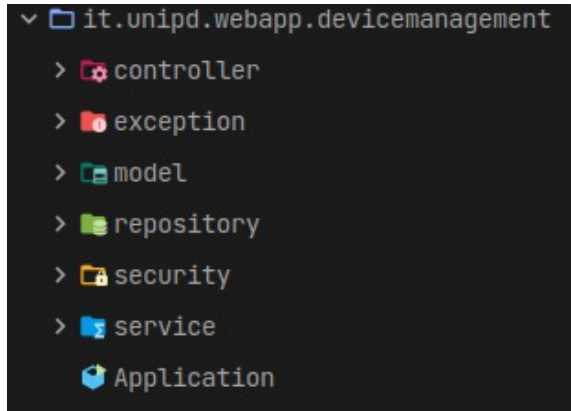 it.unipd.webapp.devicemanagement
controller
exception
model
repository
security
service
Application